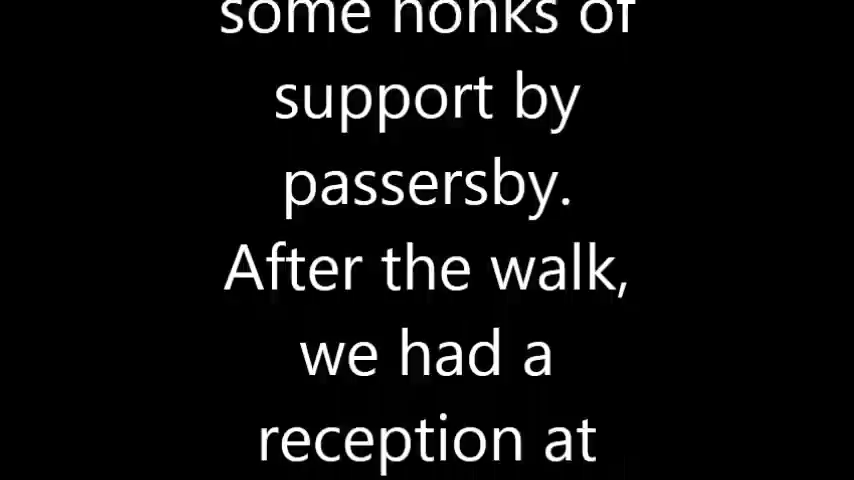 some honks of
support by
passersby.
After the walk,
we had a
reception at